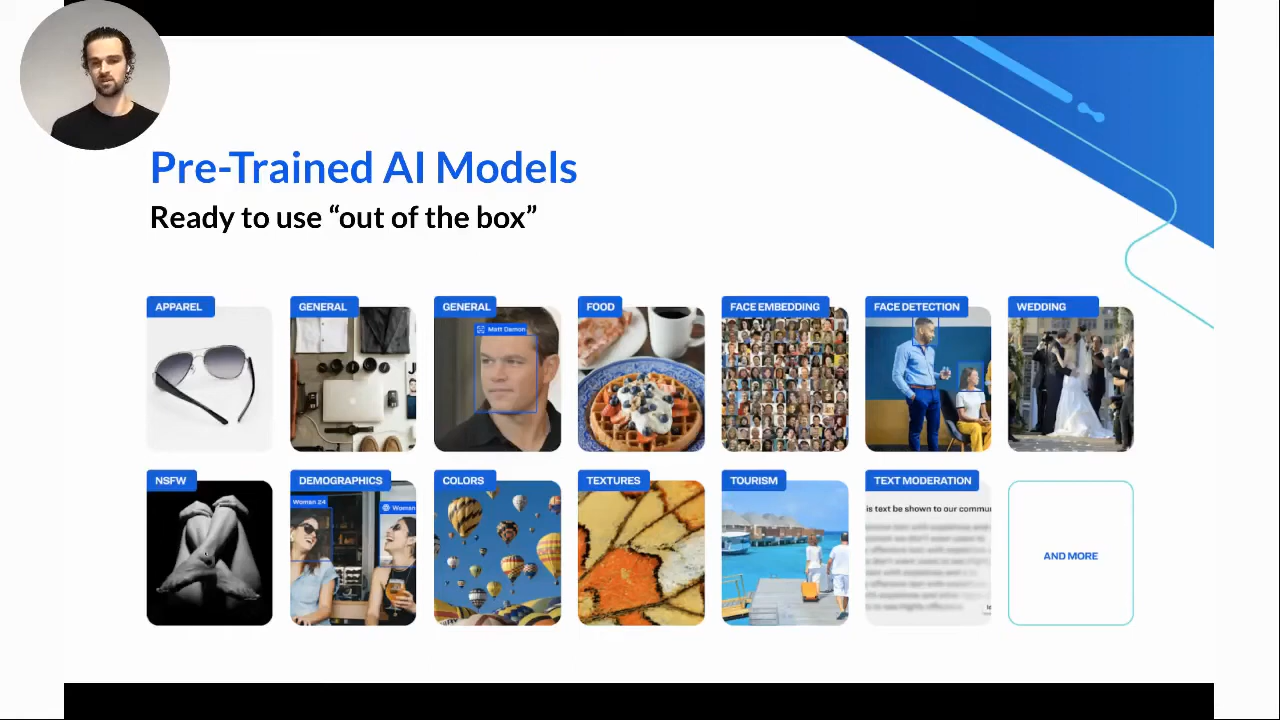 Pre-Trained AI Models
Ready to use “out of the box”
APPAREL
GENERAL
GENERAL
Matt Damon
FOOD
FACE EMBEDDING
FACE DETECTION
WEDDING
NSFW
DEMOGRAPHICS
Woman 24
Woman
COLORS
TEXTURES
TOURISM
TEXT MODERATION
is text be shown to our commun
AND MORE